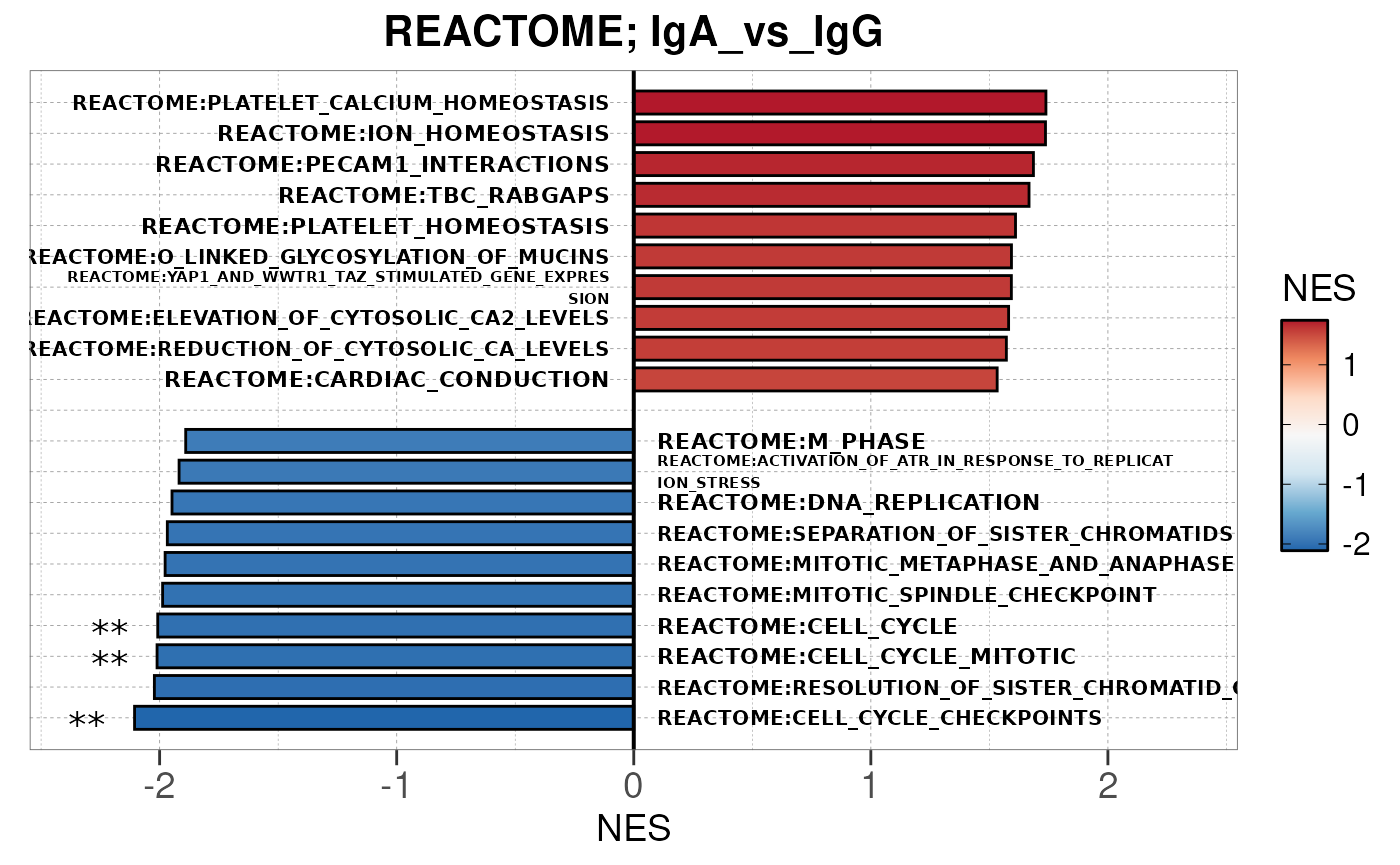 REACTOME; IgA_vs_IgG
REACTOME:PLATELET_CALCIUM_HOMEOSTASIS
REACTOME:ION_HOMEOSTASIS
REACTOME:PECAM1_INTERACTIONS
REACTOME:TBC_RABGAPS
REACTOME:PLATELET_HOMEOSTASIS
REACTOME:O_LINKED_GLYCOSYLATION_OF_MUCINS
REACTOME:YAP1_AND_WWTR1_TAZ_STIMULATED_GENE_EXPRES
SION
REACTOME:ELEVATION_OF_CYTOSOLIC_CA2_LEVELS
REACTOME:REDUCTION_OF_CYTOSOLIC_CA_LEVELS
REACTOME:CARDIAC_CONDUCTION
REACTOME:M_PHASE
REACTOME:ACTIVATION_OF_ATR_IN_RESPONSE_TO_REPLICAT
ION_STRESS
REACTOME:DNA_REPLICATION
REACTOME:SEPARATION_OF_SISTER_CHROMATIDS
REACTOME:MITOTIC_METAPHASE_AND_ANAPHASE
REACTOME:MITOTIC_SPINDLE_CHECKPOINT
** REACTOME:CELL_CYCLE
** REACTOME:CELL_CYCLE_MITOTIC
REACTOME:RESOLUTION_OF_SISTER_CHROMATID_C
** REACTOME:CELL_CYCLE_CHECKPOINTS
-2 -1 0 1 2
NES
NES
1
0
-1
-2